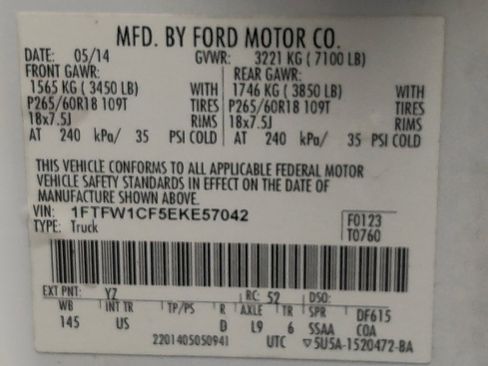 MFD. BY FORD MOTOR CO.
DATE: 05/14 GVWR: 3221 KG ( 7100 LB)
FRONT GAWR: REAR GAWR:
1565 KG ( 3450 LB) WITH 1746 KG ( 3850 LB) WITH
P265/60R18 109T TIRES P265/60R18 109T TIRES
18x7.5J RIMS 18x7.5J RIMS
AT 240 kPa/ 35 PSI COLD AT 240 kPa/ 35 PSI COLD
THIS VEHICLE CONFORMS TO ALL APPLICABLE FEDERAL MOTOR
VEHICLE SAFETY STANDARDS IN EFFECT ON THE DATE OF
MANUFACTURE SHOWN ABOVE.
VIN: 1FTFW1CF5EKE57042 F0123
TYPE: Truck T0760
EXT PNT: YZ RC: 52 DSO:
WB INT TR TP/PS R AXLE TR SPR DF615
145 US D L9 6 SSAA COA
2201405050941 UTC ▽5U5A-1520472-BA